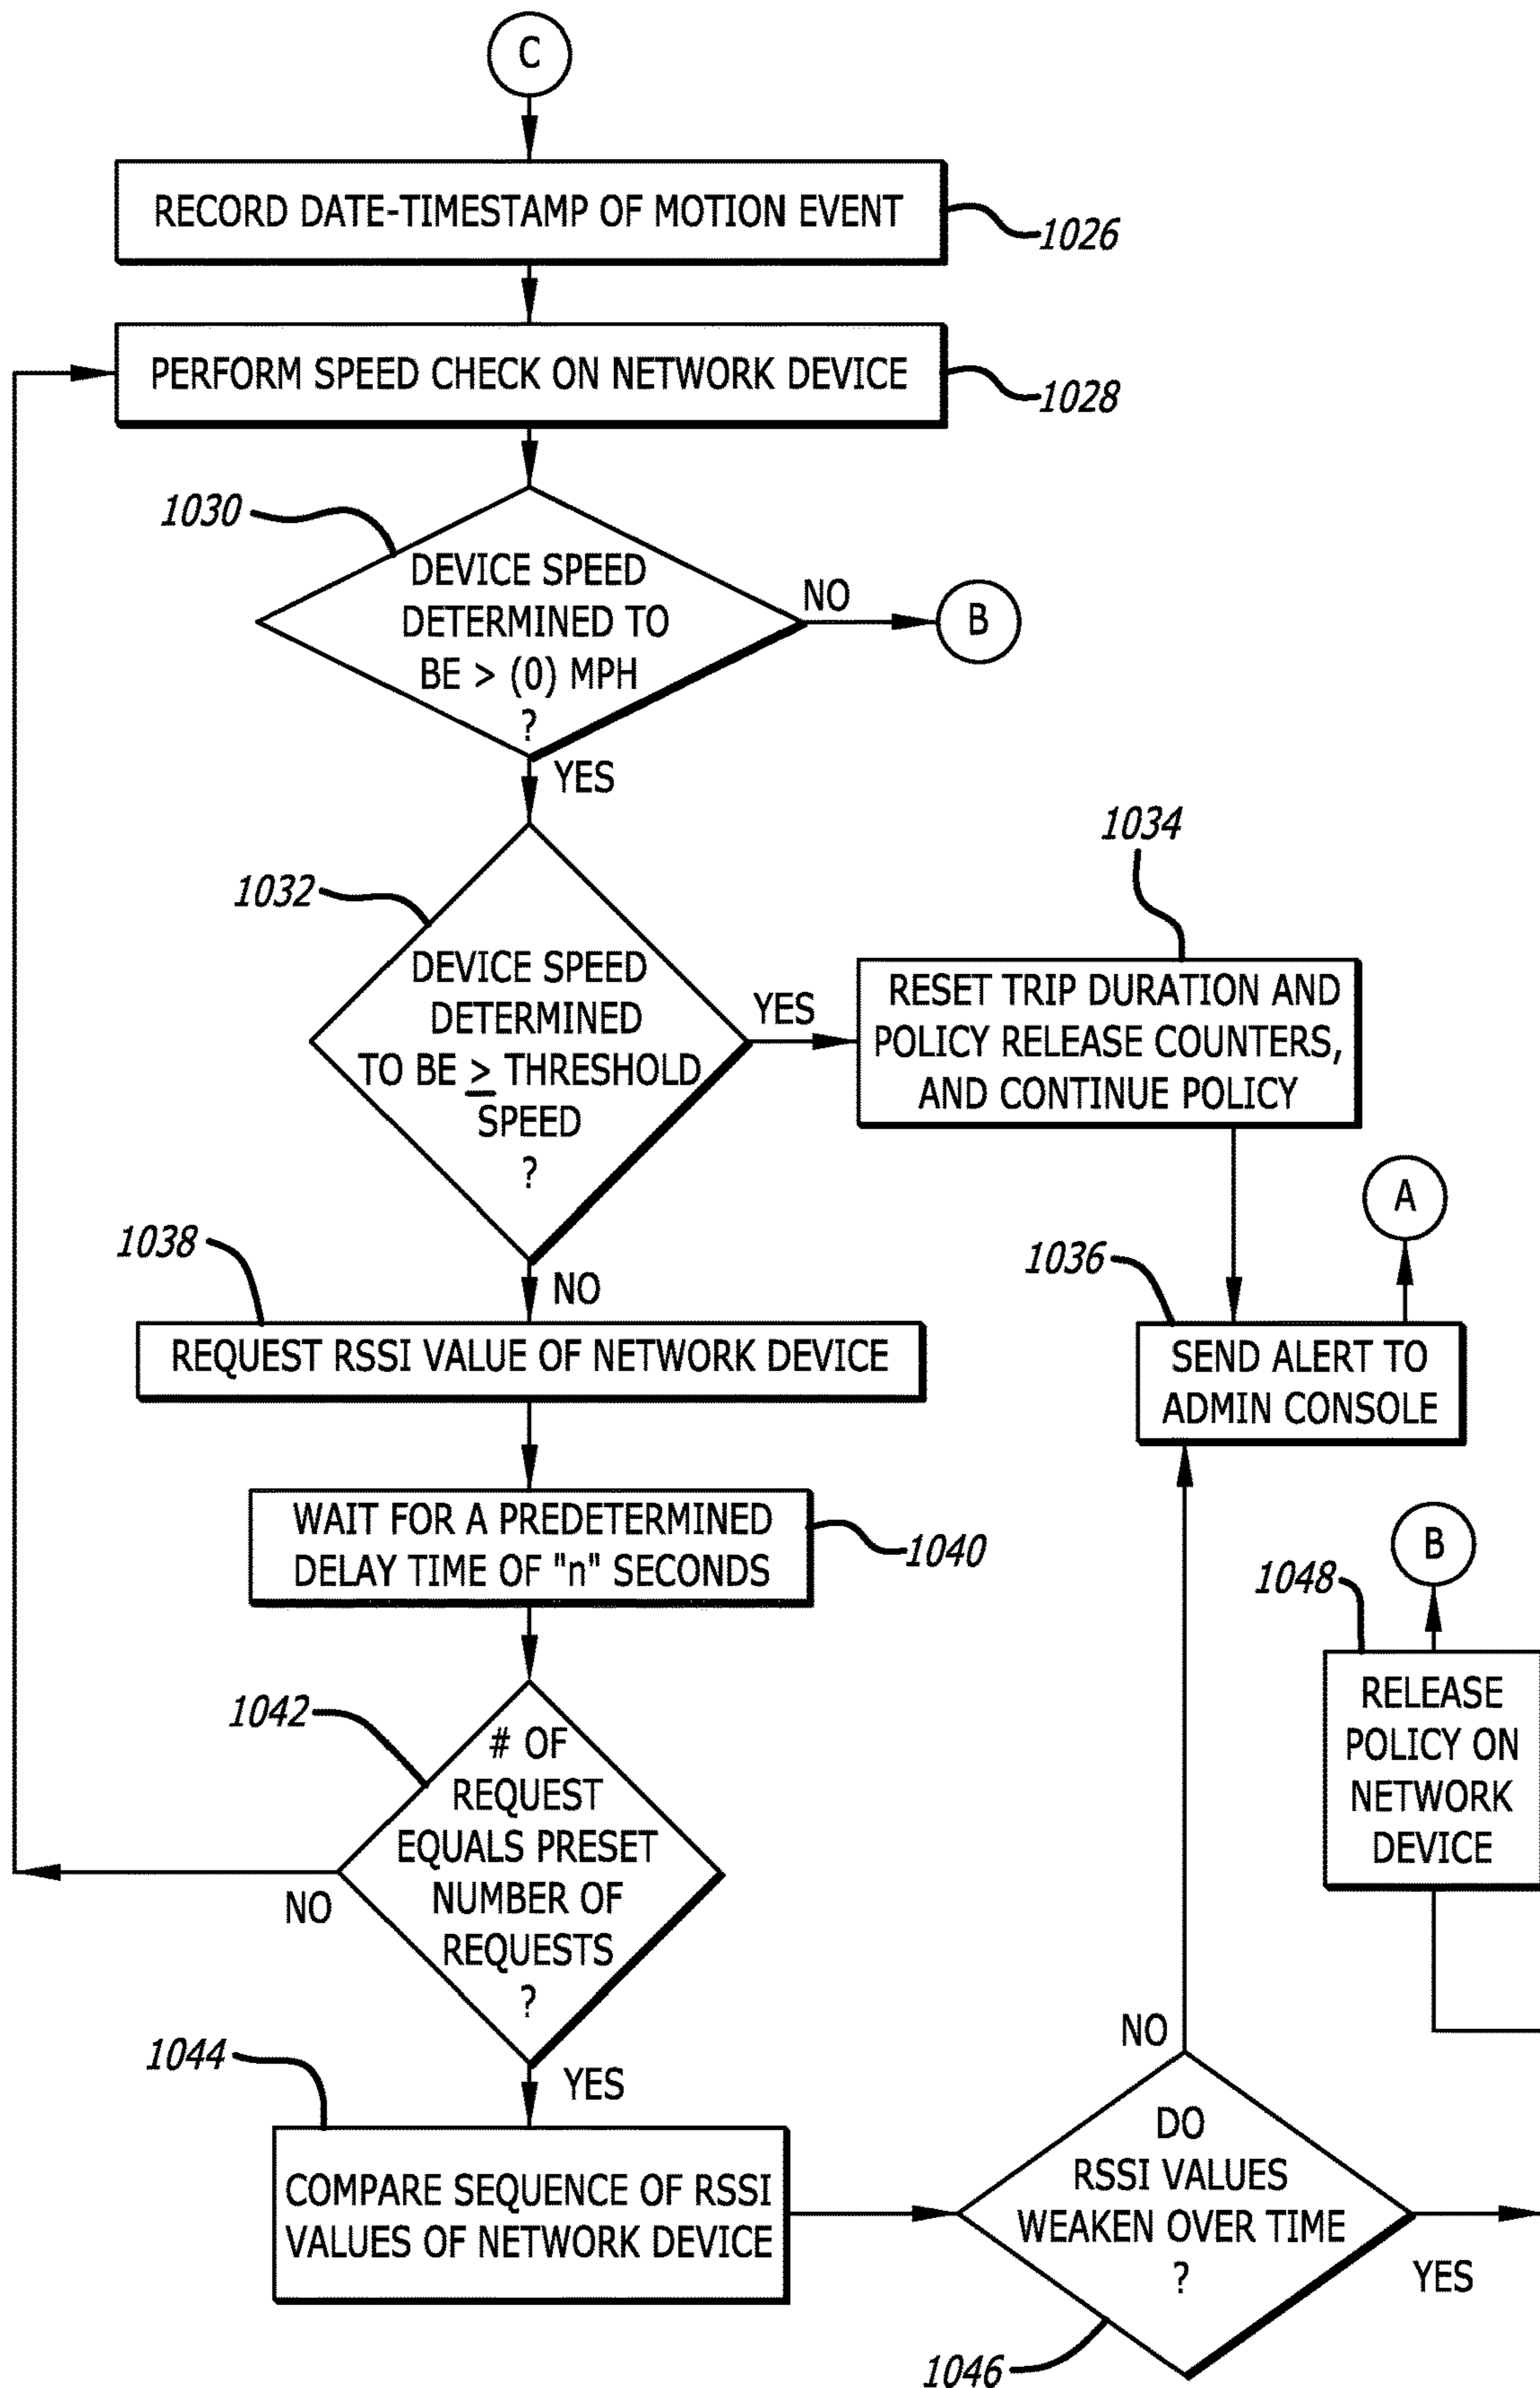 C
RECORD DATE-TIMESTAMP OF MOTION EVENT
1026
PERFORM SPEED CHECK ON NETWORK DEVICE
1028
1030
DEVICE SPEED
DETERMINED TO
BE > (0) MPH
?
NO
B
YES
1032
DEVICE SPEED
DETERMINED
TO BE ≥ THRESHOLD
SPEED
?
YES
1034
RESET TRIP DURATION AND
POLICY RELEASE COUNTERS,
AND CONTINUE POLICY
A
1036
SEND ALERT TO
ADMIN CONSOLE
NO
1038
REQUEST RSSI VALUE OF NETWORK DEVICE
WAIT FOR A PREDETERMINED
DELAY TIME OF "n" SECONDS
1040
1042
# OF
REQUEST
EQUALS PRESET
NUMBER OF
REQUESTS
?
NO
YES
1044
COMPARE SEQUENCE OF RSSI
VALUES OF NETWORK DEVICE
DO
RSSI VALUES
WEAKEN OVER TIME
?
1046
NO
YES
B
1048
RELEASE
POLICY ON
NETWORK
DEVICE